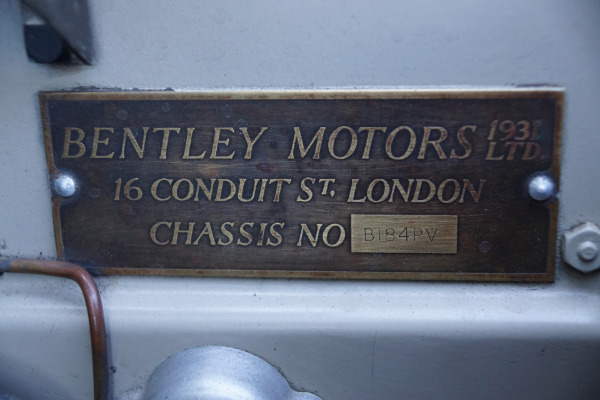 BENTLEY MOTORS 1931 LTD.
16 CONDUIT ST, LONDON
CHASSIS NO B184PV